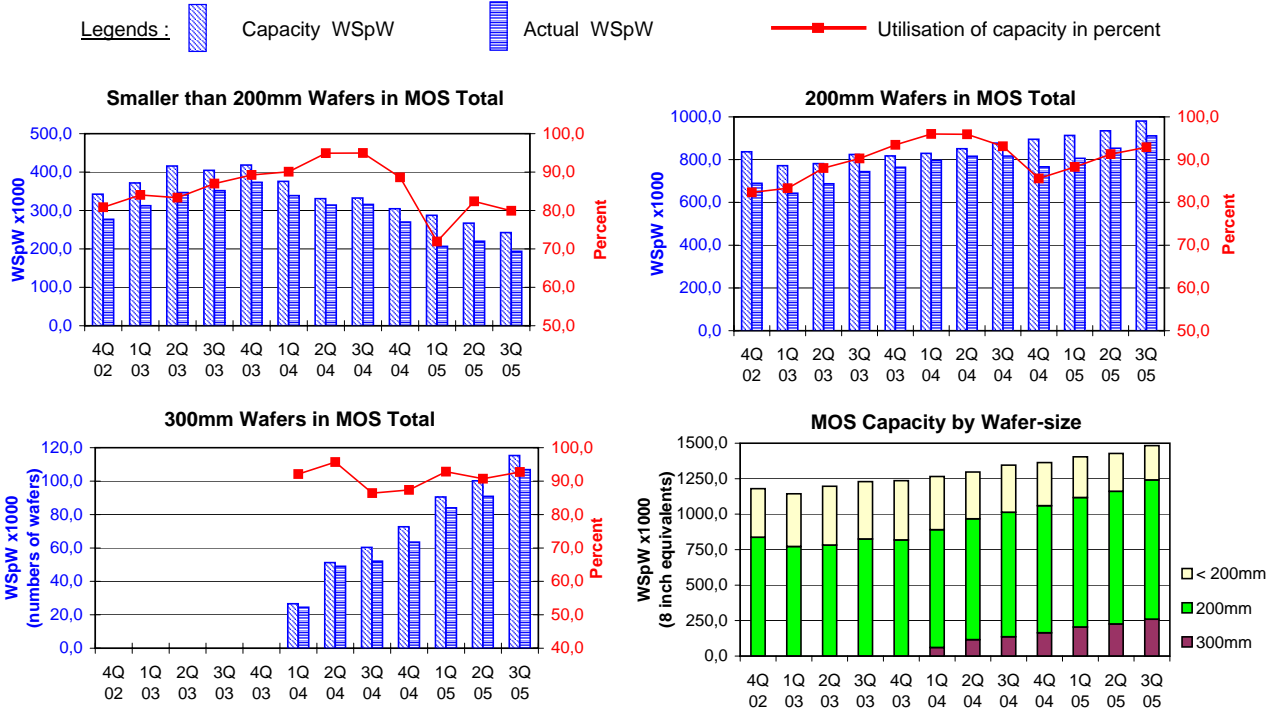 Legends : Capacity WSpW Actual WSpW Utilisation of capacity in percent
Smaller than 200mm Wafers in MOS Total
WSpW x1000
500,0
400,0
300,0
200,0
100,0
0,0
100,0
90,0
80,0
70,0
60,0
50,0
Percent
4Q 1Q 2Q 3Q 4Q 1Q 2Q 3Q 4Q 1Q 2Q 3Q
02 03 03 03 03 04 04 04 04 05 05 05
200mm Wafers in MOS Total
WSpW x1000
1000,0
800,0
600,0
400,0
200,0
0,0
100,0
90,0
80,0
70,0
60,0
50,0
Percent
4Q 1Q 2Q 3Q 4Q 1Q 2Q 3Q 4Q 1Q 2Q 3Q
02 03 03 03 03 04 04 04 04 05 05 05
300mm Wafers in MOS Total
WSpW x1000
(numbers of wafers)
120,0
100,0
80,0
60,0
40,0
20,0
0,0
100,0
90,0
80,0
70,0
60,0
50,0
40,0
Percent
4Q 1Q 2Q 3Q 4Q 1Q 2Q 3Q 4Q 1Q 2Q 3Q
02 03 03 03 03 04 04 04 04 05 05 05
MOS Capacity by Wafer-size
WSpW x1000
(8 inch equivalents)
1500,0
1250,0
1000,0
750,0
500,0
250,0
0,0
4Q 1Q 2Q 3Q 4Q 1Q 2Q 3Q 4Q 1Q 2Q 3Q
02 03 03 03 03 04 04 04 04 05 05 05
< 200mm
200mm
300mm